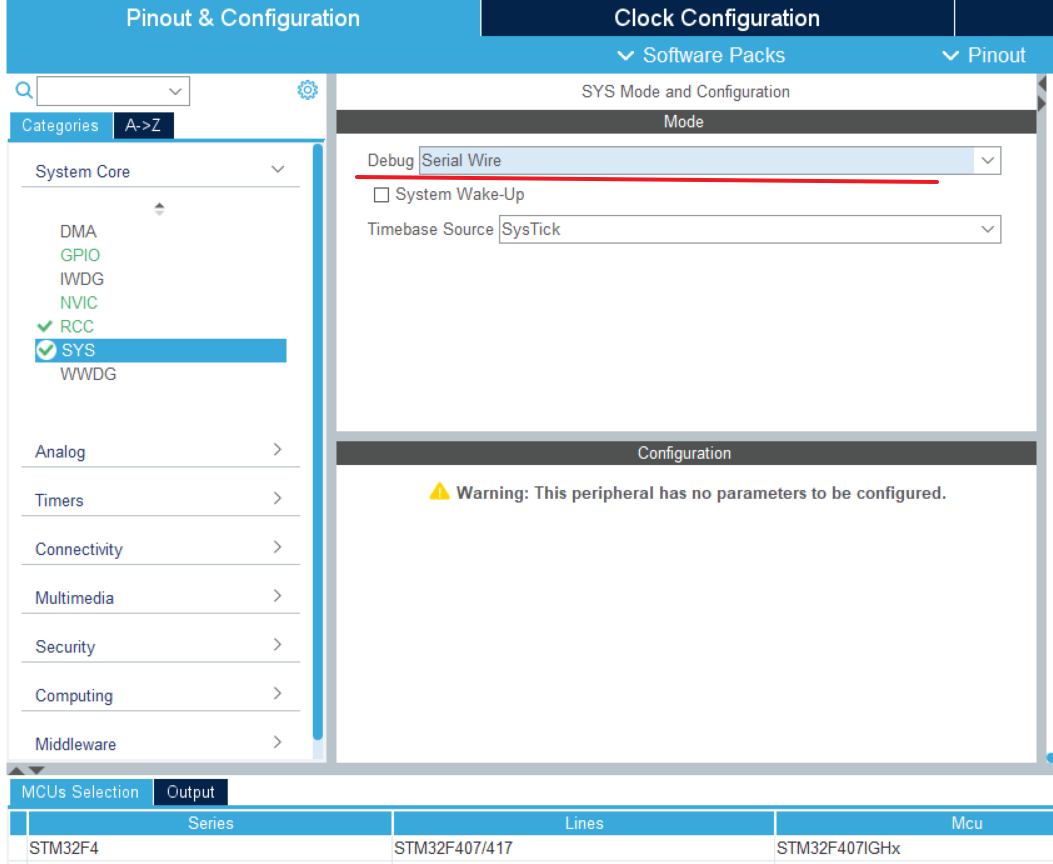 Pinout & Configuration
Clock Configuration
Software Packs
Pinout
Categories
A->Z
System Core
DMA
GPIO
IWDG
NVIC
RCC
SYS
WWDG
Analog
Timers
Connectivity
Multimedia
Security
Computing
Middleware
SYS Mode and Configuration
Mode
Debug Serial Wire
System Wake-Up
Timebase Source SysTick
Configuration
Warning: This peripheral has no parameters to be configured.
MCUs Selection
Output
Series Lines Mcu
STM32F4 STM32F407/417 STM32F407IGHx